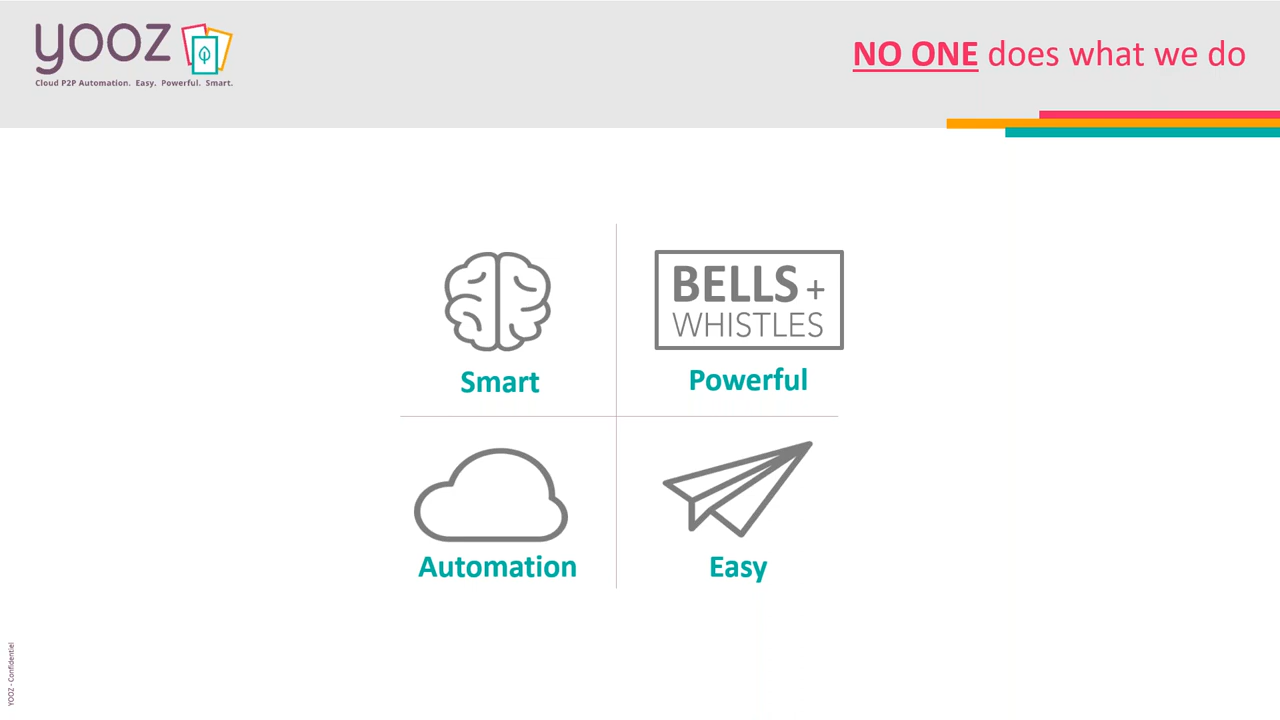 yooz
Cloud P2P Automation. Easy. Powerful. Smart.
NO ONE does what we do
BELLS +
WHISTLES
Smart
Powerful
Automation
Easy
YOOZ - Confidentiel